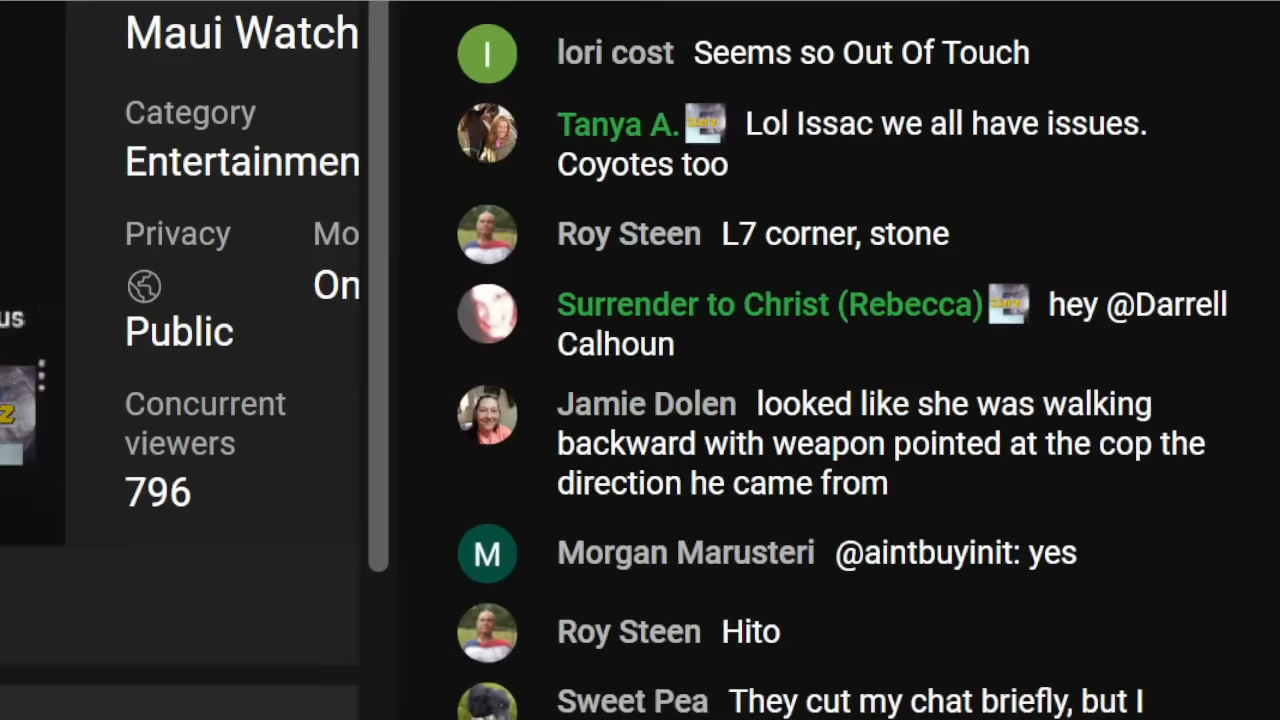 Maui Watch
Category
Entertainmen
Privacy Mo
On
Public
us
Z
Concurrent
viewers
796
I lori cost Seems so Out Of Touch
Tanya A. Lol Issac we all have issues.
Coyotes too
Roy Steen L7 corner, stone
Surrender to Christ (Rebecca) hey @Darrell
Calhoun
Jamie Dolen looked like she was walking
backward with weapon pointed at the cop the
direction he came from
M Morgan Marusteri @aintbuyinit: yes
Roy Steen Hito
Sweet Pea They cut my chat briefly, but I